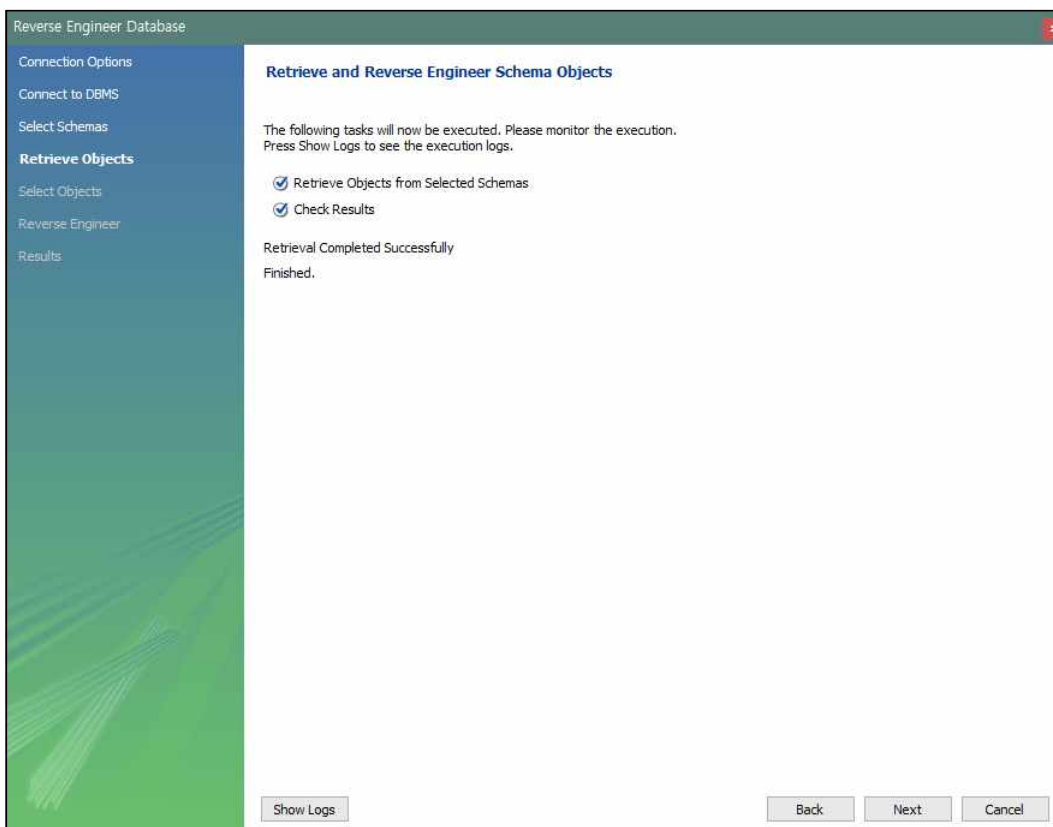 Reverse Engineer Database
Connection Options
Connect to DBMS
Select Schemas
Retrieve Objects
Select Objects
Reverse Engineer
Results
Retrieve and Reverse Engineer Schema Objects
The following tasks will now be executed. Please monitor the execution.
Press Show Logs to see the execution logs.
Retrieve Objects from Selected Schemas
Check Results
Retrieval Completed Successfully
Finished.
Show Logs
Back
Next
Cancel